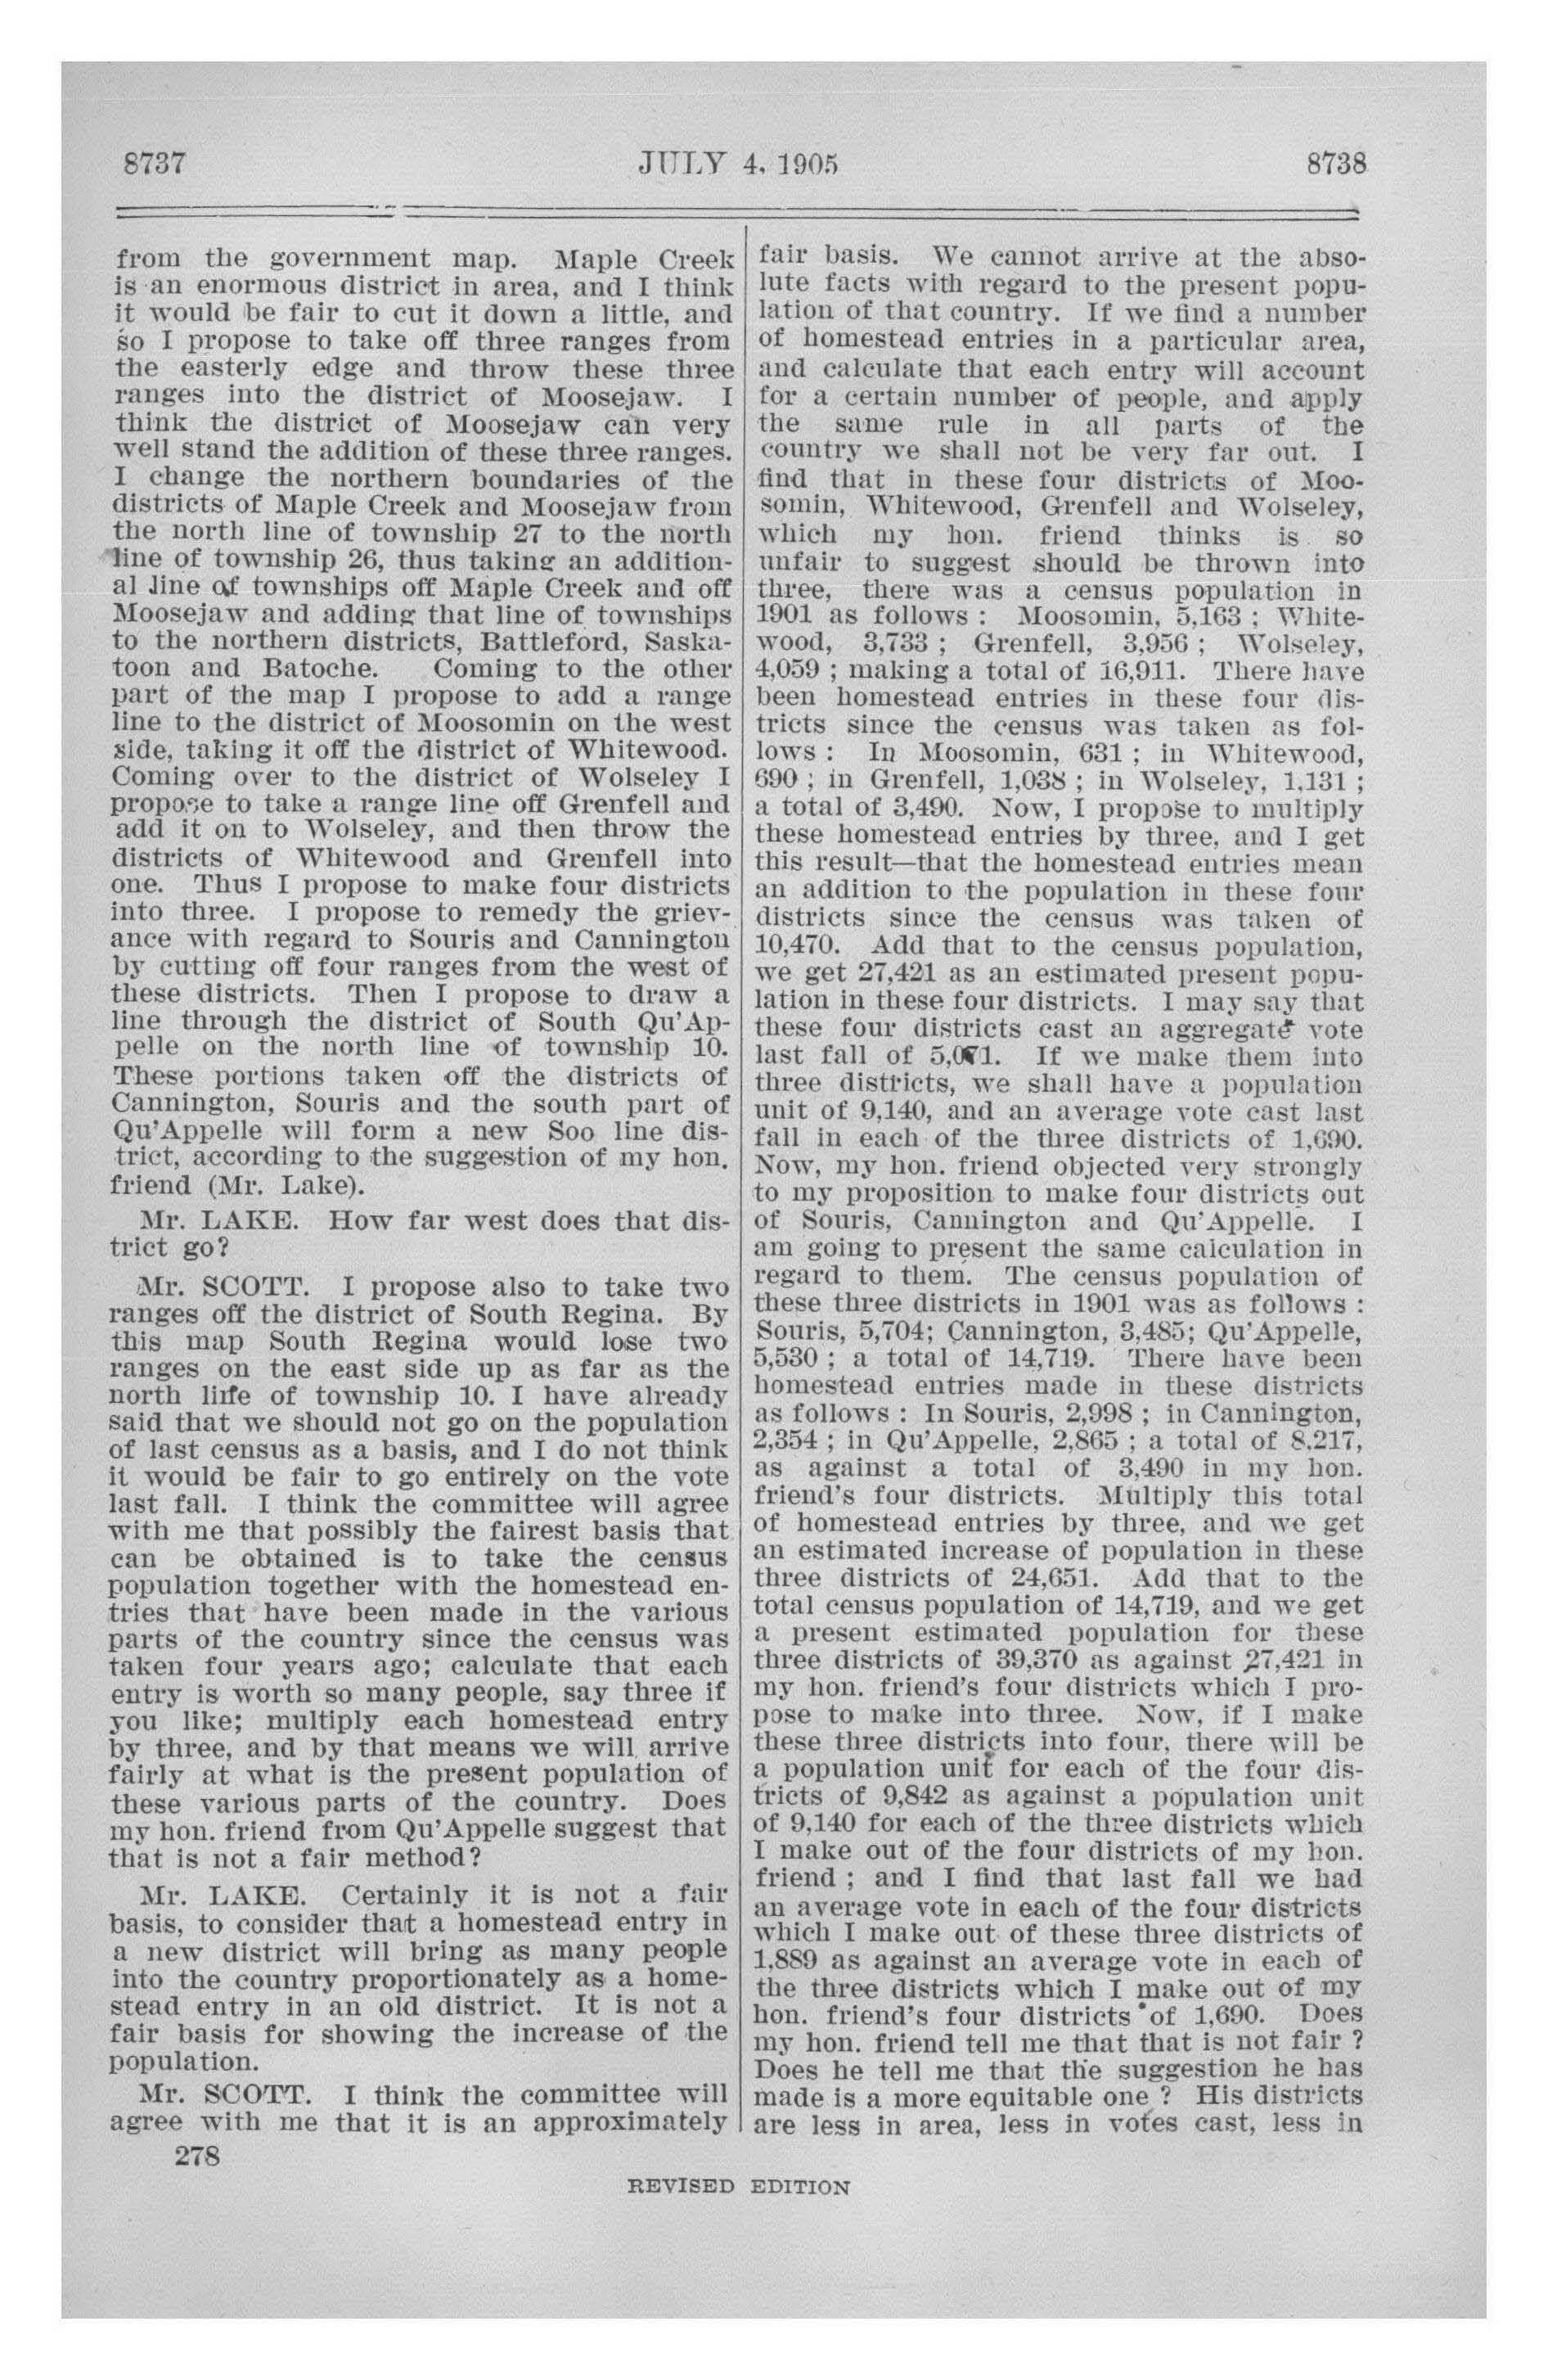 8737
JULY 4, 1905
8738
from the government map. Maple Creek
is an enormous district in area, and I think
it would be fair to cut it down a little, and
so I propose to take off three ranges from
the easterly edge and throw these three
ranges into the district of Moosejaw. I
think the district of Moosejaw can very
well stand the addition of these three ranges.
I change the northern boundaries of the
districts of Maple Creek and Moosejaw from
the north line of township 27 to the north
line of township 26, thus taking an addition-
al line of townships off Maple Creek and off
Moosejaw and adding that line of townships
to the northern districts, Battleford, Saska-
toon and Batoche. Coming to the other
part of the map I propose to add a range
line to the district of Moosomin on the west
side, taking it off the district of Whitewood.
Coming over to the district of Wolseley I
propose to take a range line off Grenfell and
add it on to Wolseley, and then throw the
districts of Whitewood and Grenfell into
one. Thus I propose to make four districts
into three. I propose to remedy the griev-
ance with regard to Souris and Cannington
by cutting off four ranges from the west of
these districts. Then I propose to draw a
line through the district of South Qu'Ap-
pelle on the north line of township 10.
These portions taken off the districts of
Cannington, Souris and the south part of
Qu'Appelle will form a new Soo line dis-
trict, according to the suggestion of my hon.
friend (Mr. Lake).
Mr. LAKE. How far west does that dis-
trict go?
Mr. SCOTT. I propose also to take two
ranges off the district of South Regina. By
this map South Regina would lose two
ranges on the east side up as far as the
north line of township 10. I have already
said that we should not go on the population
of last census as a basis, and I do not think
it would be fair to go entirely on the vote
last fall. I think the committee will agree
with me that possibly the fairest basis that
can be obtained is to take the census
population together with the homestead en-
tries that have been made in the various
parts of the country since the census was
taken four years ago; calculate that each
entry is worth so many people, say three if
you like; multiply each homestead entry
by three, and by that means we will arrive
fairly at what is the present population of
these various parts of the country. Does
my hon. friend from Qu'Appelle suggest that
that is not a fair method?
Mr. LAKE. Certainly it is not a fair
basis, to consider that a homestead entry in
a new district will bring as many people
into the country proportionately as a home-
stead entry in an old district. It is not a
fair basis for showing the increase of the
population.
Mr. SCOTT. I think the committee will
agree with me that it is an approximately
278
fair basis. We cannot arrive at the abso-
lute facts with regard to the present popu-
lation of that country. If we find a number
of homestead entries in a particular area,
and calculate that each entry will account
for a certain number of people, and apply
the same rule in all parts of the
country we shall not be very far out. I
find that in these four districts of Moo-
somin, Whitewood, Grenfell and Wolseley,
which my hon. friend thinks is so
unfair to suggest should be thrown into
three, there was a census population in
1901 as follows : Moosomin, 5,163 ; White-
wood, 3,733 ; Grenfell, 3,956 ; Wolseley,
4,059 ; making a total of 16,911. There have
been homestead entries in these four dis-
tricts since the census was taken as fol-
lows : In Moosomin, 631 ; in Whitewood,
690 ; in Grenfell, 1,038 ; in Wolseley, 1,131 ;
a total of 3,490. Now, I propose to multiply
these homestead entries by three, and I get
this result—that the homestead entries mean
an addition to the population in these four
districts since the census was taken of
10,470. Add that to the census population,
we get 27,421 as an estimated present popu-
lation in these four districts. I may say that
these four districts cast an aggregate vote
last fall of 5,071. If we make them into
three districts, we shall have a population
unit of 9,140, and an average vote cast last
fall in each of the three districts of 1,690.
Now, my hon. friend objected very strongly
to my proposition to make four districts out
of Souris, Cannington and Qu'Appelle. I
am going to present the same calculation in
regard to them. The census population of
these three districts in 1901 was as follows :
Souris, 5,704; Cannington, 3,485; Qu'Appelle,
5,530 ; a total of 14,719. There have been
homestead entries made in these districts
as follows : In Souris, 2,998 ; in Cannington,
2,354 ; in Qu'Appelle, 2,865 ; a total of 8,217,
as against a total of 3,490 in my hon.
friend's four districts. Multiply this total
of homestead entries by three, and we get
an estimated increase of population in these
three districts of 24,651. Add that to the
total census population of 14,719, and we get
a present estimated population for these
three districts of 39,370 as against 27,421 in
my hon. friend's four districts which I pro-
pose to make into three. Now, if I make
these three districts into four, there will be
a population unit for each of the four dis-
tricts of 9,842 as against a population unit
of 9,140 for each of the three districts which
I make out of the four districts of my hon.
friend ; and I find that last fall we had
an average vote in each of the four districts
which I make out of these three districts of
1,889 as against an average vote in each of
the three districts which I make out of my
hon. friend's four districts of 1,690. Does
my hon. friend tell me that that is not fair ?
Does he tell me that the suggestion he has
made is a more equitable one ? His districts
are less in area, less in votes cast, less in
REVISED EDITION